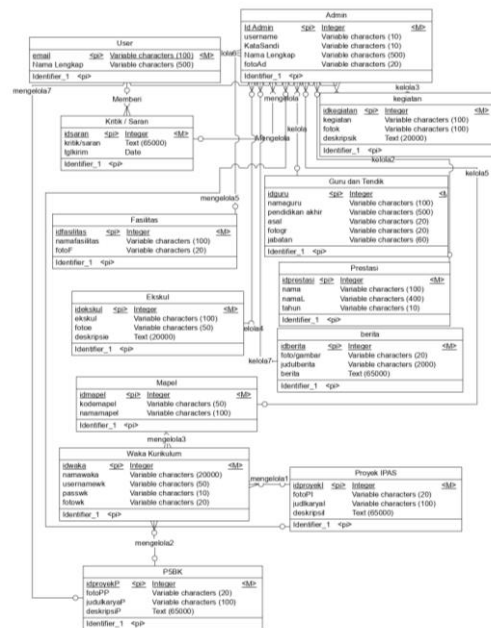 Admin
Id Admin <pi> Integer <M>
username Variable characters (10)
KataSandi Variable characters (10)
Nama Lengkap Variable characters (500)
fotoAd Variable characters (20)
Identifier_1 <pi>
User
email <pi> Variable characters (100) <M>
Nama Lengkap Variable characters (500)
Identifier_1 <pi>
mengelola7
Memberi
mengelola
kelola
kelola3
kegiatan
idkegiatan <pi> Integer <M>
kegiatan Variable characters (100)
fotok Variable characters (100)
deskripsik Text (20000)
Identifier_1 <pi>
kelola2
kelola5
Kritik / Saran
idsaran <pi> Integer <M>
kritik/saran Text (65000)
tglkirim Date
Identifier_1 <pi>
Mengelola
Guru dan Tendik
idguru <pi> Integer
namaguru Variable characters (100)
pendidikan akhir Variable characters (500)
asal Variable characters (20)
fotogr Variable characters (20)
jabatan Variable characters (60)
Identifier_1 <pi>
mengelola5
Fasilitas
idfasilitas <pi> Integer <M>
namafasilitas Variable characters (100)
fotoF Variable characters (20)
Identifier_1 <pi>
Prestasi
idprestasi <pi> Integer <M>
nama Variable characters (100)
namaL Variable characters (400)
tahun Variable characters (10)
Identifier_1 <pi>
Ekskul
idekskul <pi> Integer <M>
ekskul Variable characters (100)
fotoe Variable characters (50)
deskripsie Text (20000)
Identifier_1 <pi>
kelola7
berita
idberita <pi> Integer <M>
foto/gambar Variable characters (20)
judulberita Variable characters (2000)
berita Text (65000)
Identifier_1 <pi>
Mapel
idmapel <pi> Integer <M>
kodemapel Variable characters (50)
namamapel Variable characters (100)
Identifier_1 <pi>
mengelola3
Waka Kurikulum
idwaka <pi> Integer <M>
namawaka Variable characters (20000)
usernamewk Variable characters (50)
passwk Variable characters (10)
fotowk Variable characters (20)
Identifier_1 <pi>
mengelola1
Proyek IPAS
idproyekI <pi> Integer <M>
fotoPI Variable characters (20)
judlkaryaI Variable characters (100)
deskripsiI Text (65000)
Identifier_1 <pi>
mengelola2
P5BK
idproyekP <pi> Integer <M>
fotoPP Variable characters (20)
judulkaryaP Variable characters (100)
deskripsiP Text (65000)
Identifier_1 <pi>